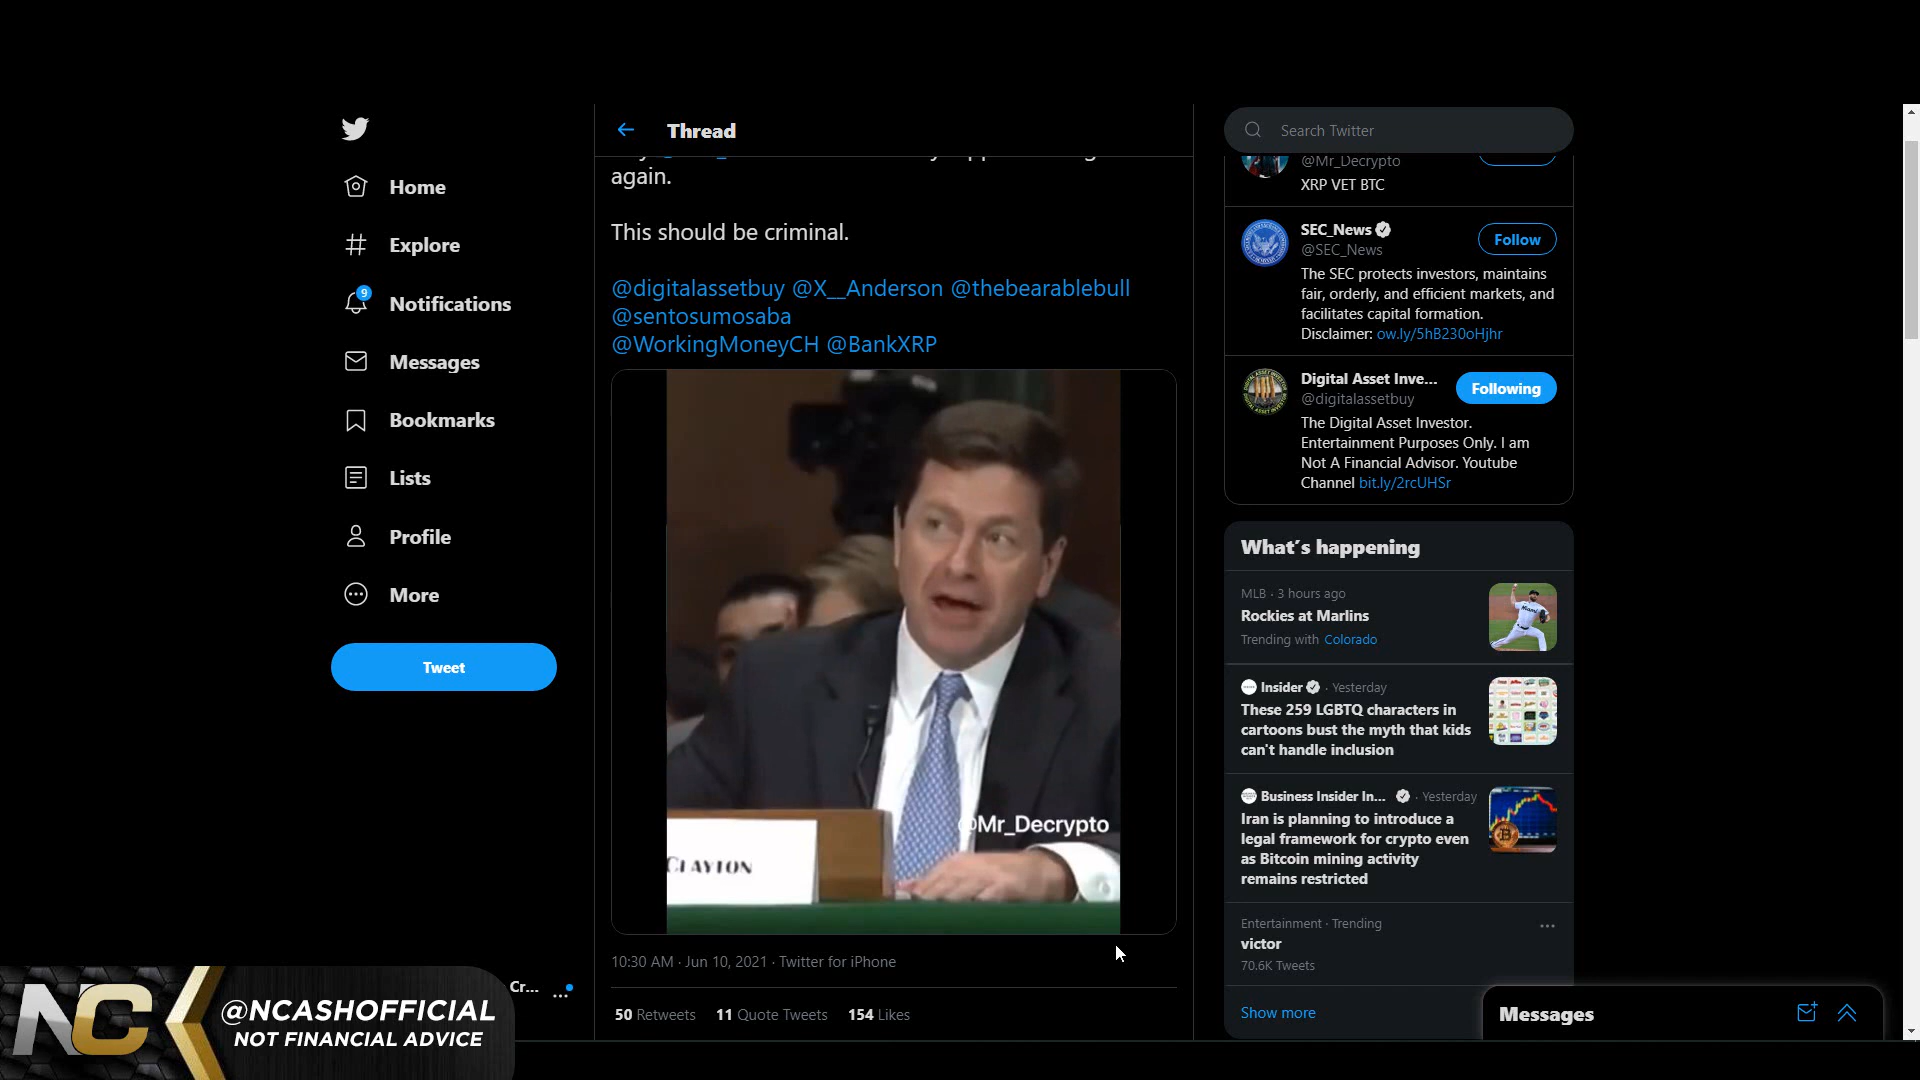 Home
Explore
9
Notifications
Messages
Bookmarks
Lists
Profile
More
Tweet
Cr...
Thread
again.
This should be criminal.
@digitalassetbuy @X__Anderson @thebearablebull
@sentosumosaba
@WorkingMoneyCH @BankXRP
CLAYTON
@Mr_Decrypto
10:30 AM · Jun 10, 2021 · Twitter for iPhone
50 Retweets 11 Quote Tweets 154 Likes
Search Twitter
@Mr_Decrypto
XRP VET BTC
SEC_News
@SEC_News
Follow
The SEC protects investors, maintains
fair, orderly, and efficient markets, and
facilitates capital formation.
Disclaimer: ow.ly/5hB230oHjhr
Digital Asset Inve...
@digitalassetbuy
Following
The Digital Asset Investor.
Entertainment Purposes Only. I am
Not A Financial Advisor. Youtube
Channel bit.ly/2rcUHSr
What's happening
MLB · 3 hours ago
Rockies at Marlins
Trending with Colorado
Insider · Yesterday
These 259 LGBTQ characters in
cartoons bust the myth that kids
can't handle inclusion
Business Insider In... · Yesterday
Iran is planning to introduce a
legal framework for crypto even
as Bitcoin mining activity
remains restricted
Entertainment · Trending
victor
70.6K Tweets
Show more
Messages
NC
@NCASHOFFICIAL
NOT FINANCIAL ADVICE